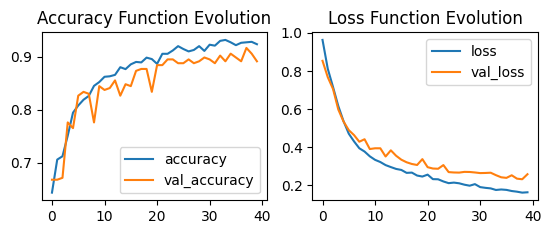 Accuracy Function Evolution
0.9
0.8
0.7
0 10 20 30 40
accuracy
val_accuracy
Loss Function Evolution
1.0
0.8
0.6
0.4
0.2
0 10 20 30 40
loss
val_loss